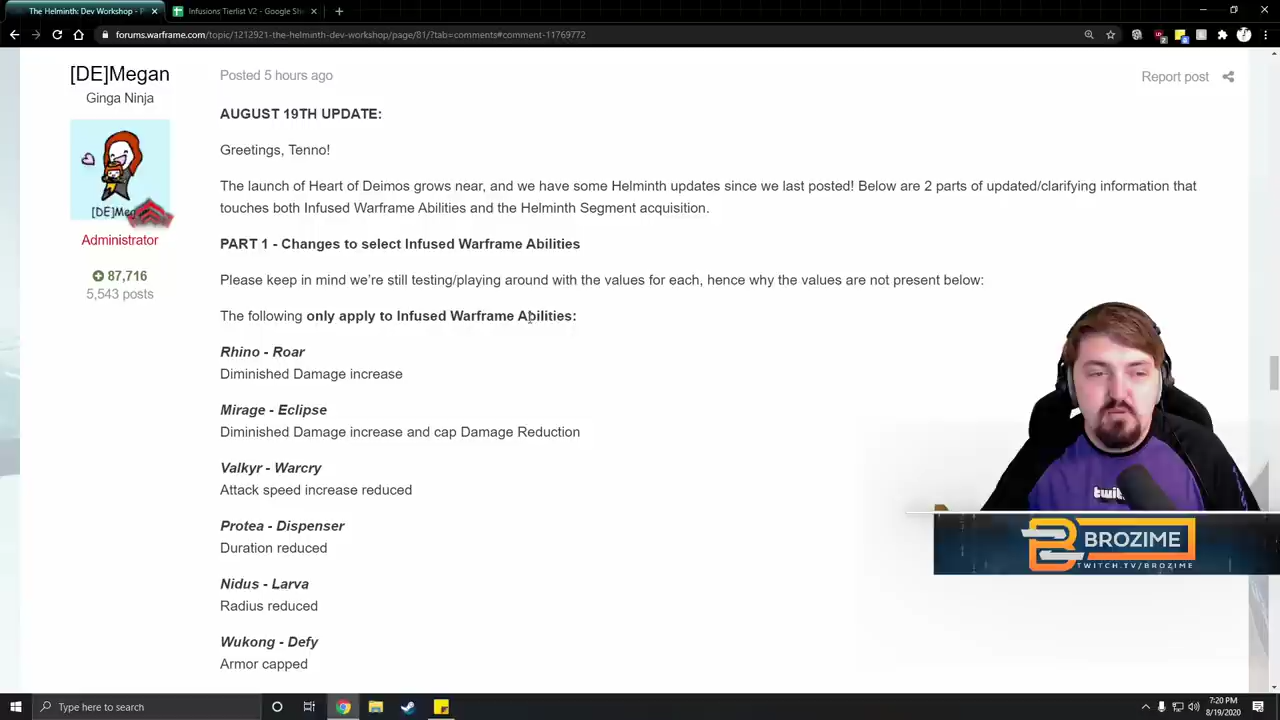 The Helminth: Dev Workshop - P
Infusions Tierlist V2 - Google Sh
forums.warframe.com/topic/1212921-the-helminth-dev-workshop/page/81/?tab=comments#comment-11769772
[DE]Megan
Ginga Ninja
[DE]Meg
Administrator
87,716
5,543 posts
Posted 5 hours ago
Report post
AUGUST 19TH UPDATE:
Greetings, Tenno!
The launch of Heart of Deimos grows near, and we have some Helminth updates since we last posted! Below are 2 parts of updated/clarifying information that
touches both Infused Warframe Abilities and the Helminth Segment acquisition.
PART 1 - Changes to select Infused Warframe Abilities
Please keep in mind we're still testing/playing around with the values for each, hence why the values are not present below:
The following only apply to Infused Warframe Abilities:
Rhino - Roar
Diminished Damage increase
Mirage - Eclipse
Diminished Damage increase and cap Damage Reduction
Valkyr - Warcry
Attack speed increase reduced
Protea - Dispenser
Duration reduced
Nidus - Larva
Radius reduced
Wukong - Defy
Armor capped
twit
BROZIME
TWITCH.TV/BROZIME
Type here to search
7:20 PM
8/19/2020